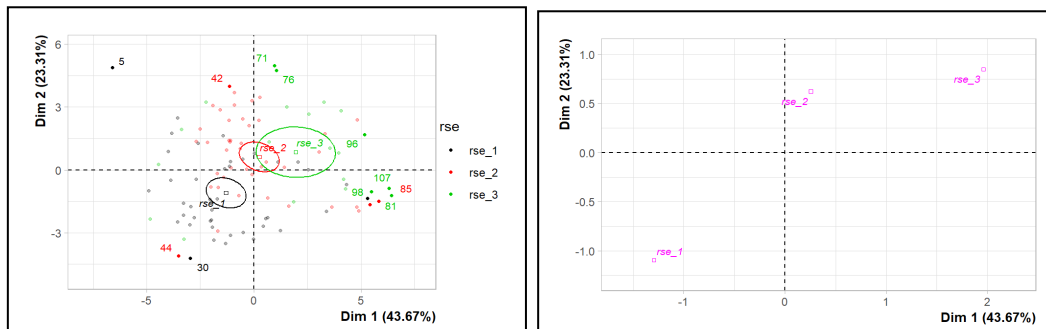 Dim 2 (23.31%)
6
3
0
-3
5
71
76
42
rse_2
rse_3
96
rse_1
107
85
98
81
44
30
-5
0
5
Dim 1 (43.67%)
rse
rse_1
rse_2
rse_3
Dim 2 (23.31%)
1.0
0.5
0.0
-0.5
-1.0
rse_3
rse_2
rse_1
-1
0
1
2
Dim 1 (43.67%)